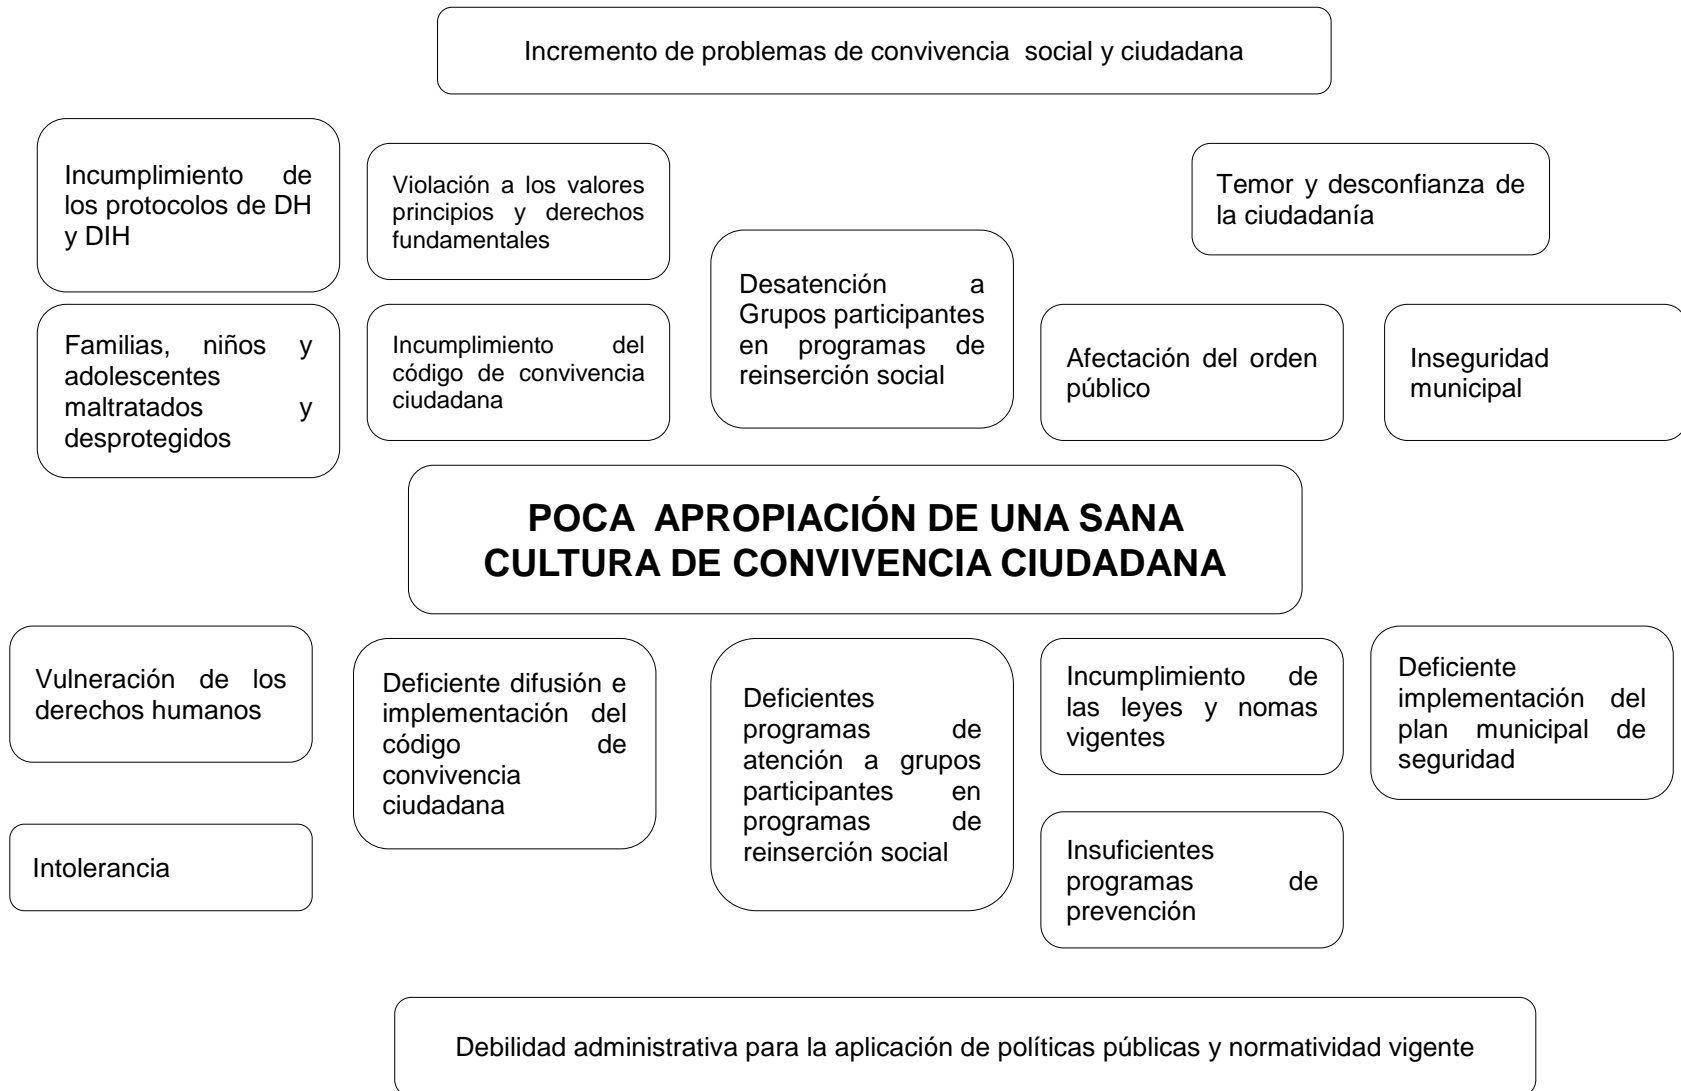 Incremento de problemas de convivencia  social y ciudadana
Incumplimiento de
los protocolos de DH
y DIH
Violación a los valores
principios y derechos
fundamentales
Temor y desconfianza de
la ciudadanía
Desatención a
Grupos participantes
en programas de
reinserción social
Familias, niños y
adolescentes
maltratados y
desprotegidos
Incumplimiento del
código de convivencia
ciudadana
Afectación del orden
público
Inseguridad
municipal
POCA  APROPIACIÓN DE UNA SANA
CULTURA DE CONVIVENCIA CIUDADANA
Vulneración de los
derechos humanos
Deficiente difusión e
implementación del
código de
convivencia
ciudadana
Deficientes
programas de
atención a grupos
participantes en
programas de
reinserción social
Incumplimiento de
las leyes y nomas
vigentes
Deficiente
implementación del
plan municipal de
seguridad
Intolerancia
Insuficientes
programas de
prevención
Debilidad administrativa para la aplicación de políticas públicas y normatividad vigente